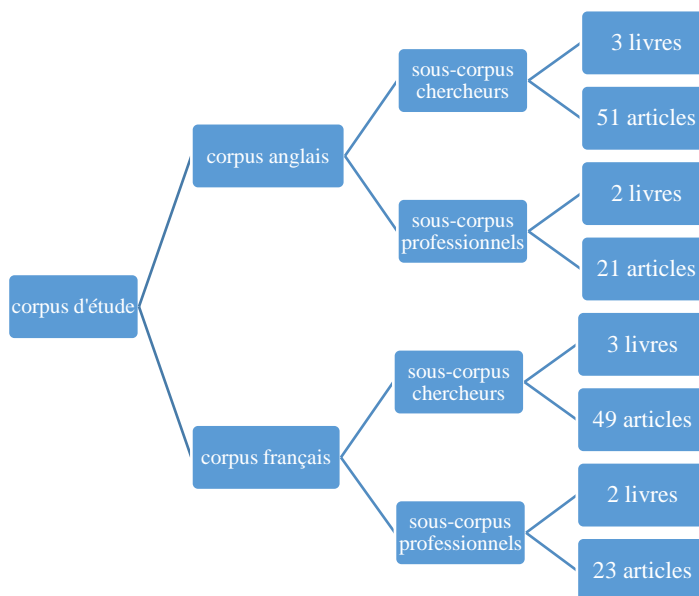 corpus d'étude
corpus anglais
sous-corpus
chercheurs
3 livres
51 articles
sous-corpus
professionnels
2 livres
21 articles
corpus français
sous-corpus
chercheurs
3 livres
49 articles
sous-corpus
professionnels
2 livres
23 articles